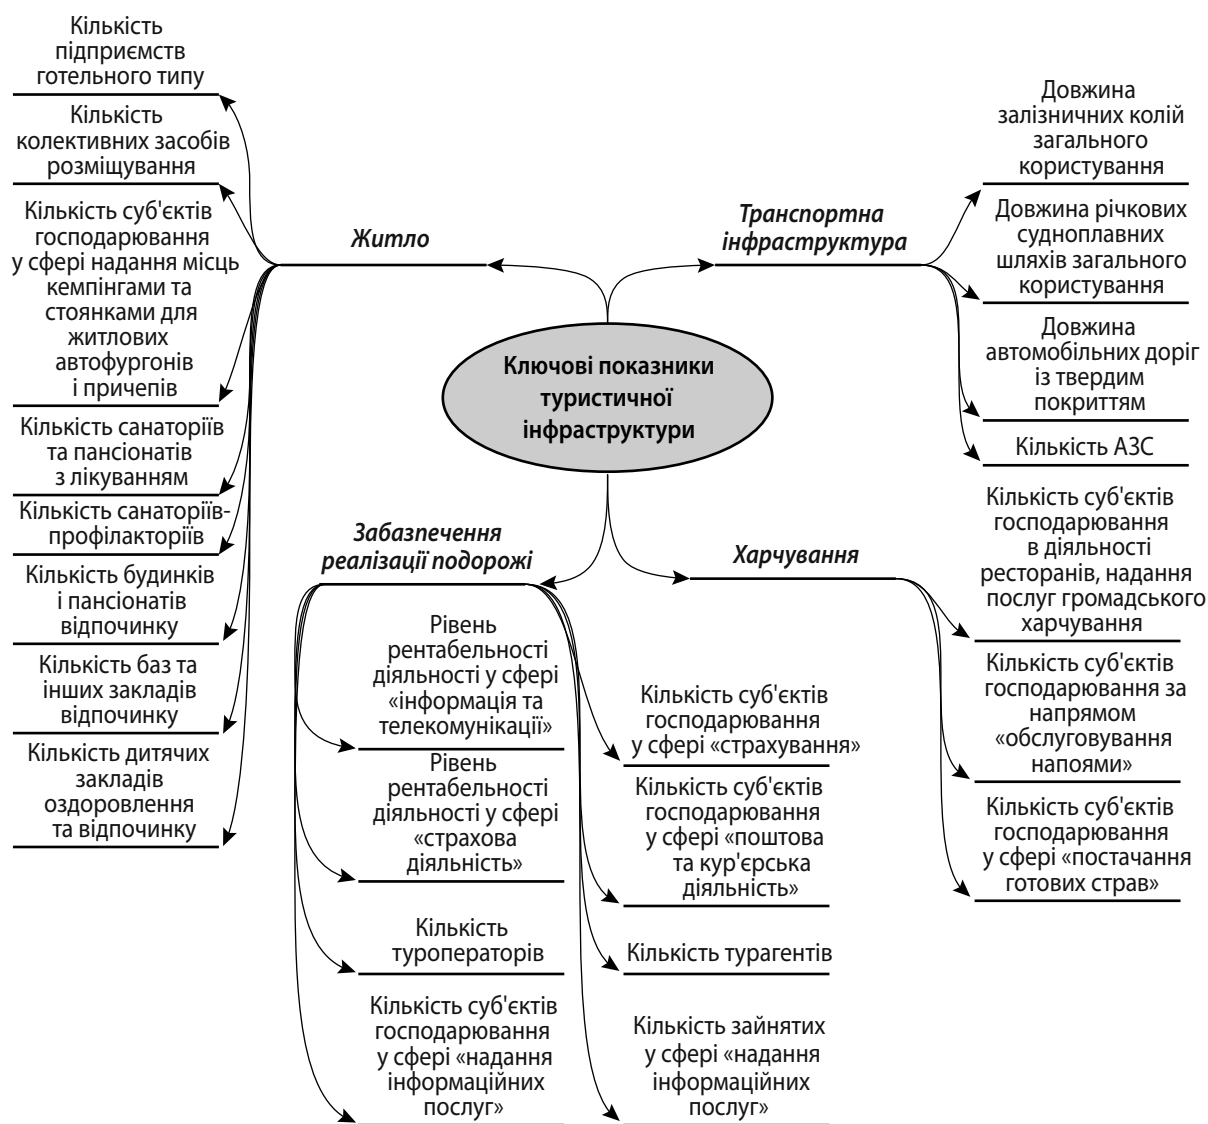 Кількість
підприємств
готельного типу
Кількість
колективних засобів
розміщування
Кількість суб'єктів
господарювання
у сфері надання місць
кемпінгами та
стоянками для
житлових
автофургонів
і причепів
Кількість санаторіїв
та пансіонатів
з лікуванням
Кількість санаторіїв-
профілакторіїв
Кількість будинків
і пансіонатів
відпочинку
Кількість баз та
інших закладів
відпочинку
Кількість дитячих
закладів
оздоровлення
та відпочинку
Житло
Ключові показники
туристичної
інфраструктури
Транспортна
інфраструктура
Довжина
залізничних колій
загального
користування
Довжина річкових
судноплавних
шляхів загального
користування
Довжина
автомобільних доріг
із твердим
покриттям
Кількість АЗС
Забазпечення
реалізації подорожі
Рівень
рентабельності
діяльності у сфері
«інформація та
телекомунікації»
Рівень
рентабельності
діяльності у сфері
«страхова
діяльність»
Кількість
туроператорів
Кількість суб'єктів
господарювання
у сфері «надання
інформаційних
послуг»
Кількість суб'єктів
господарювання
у сфері «страхування»
Кількість суб'єктів
господарювання
у сфері «поштова
та кур'єрська
діяльність»
Кількість турагентів
Кількість зайнятих
у сфері «надання
інформаційних
послуг»
Харчування
Кількість суб'єктів
господарювання
в діяльності
ресторанів, надання
послуг громадського
харчування
Кількість суб'єктів
господарювання за
напрямом
«обслуговування
напоями»
Кількість суб'єктів
господарювання
у сфері «постачання
готових страв»